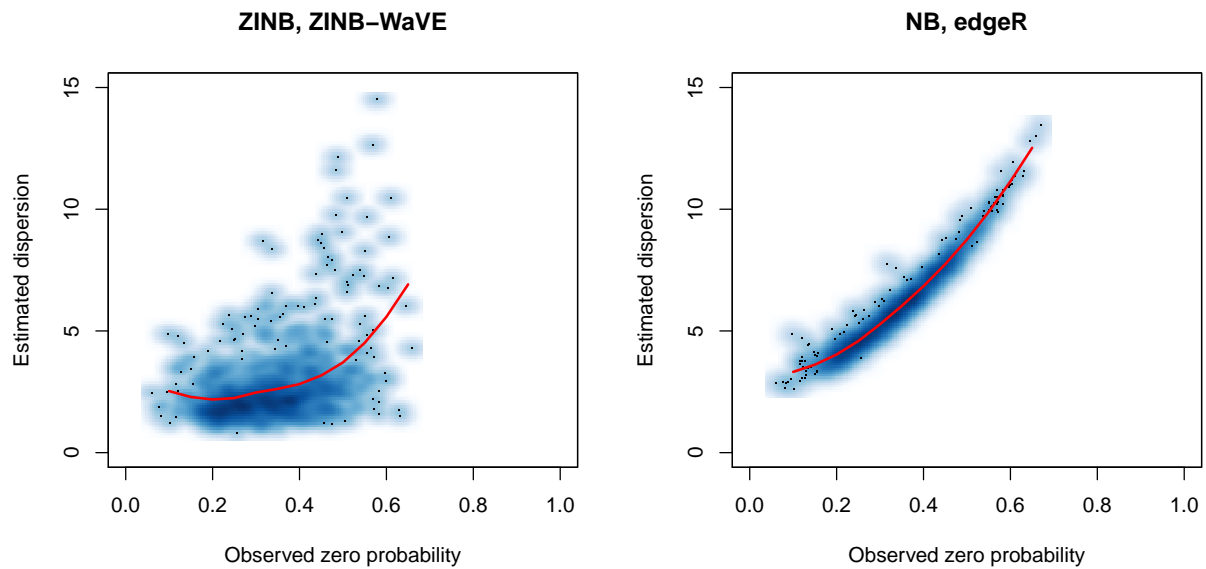 ZINB, ZINB−WaVE
15
10
5
0
Estimated dispersion
0.0 0.2 0.4 0.6 0.8 1.0
Observed zero probability
NB, edgeR
15
10
5
0
Estimated dispersion
0.0 0.2 0.4 0.6 0.8 1.0
Observed zero probability